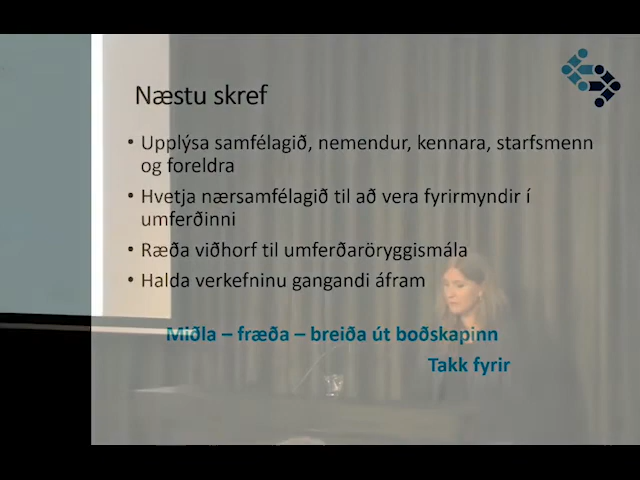 Næstu skref
• Upplýsa samfélagið, nemendur, kennara, starfsmenn
og foreldra
• Hvetja nærsamfélagið til að vera fyrirmyndir í
umferðinni
• Ræða viðhorf til umferðaröryggismála
• Halda verkefninu gangandi áfram
Miðla – fræða – breiða út boðskapinn
Takk fyrir